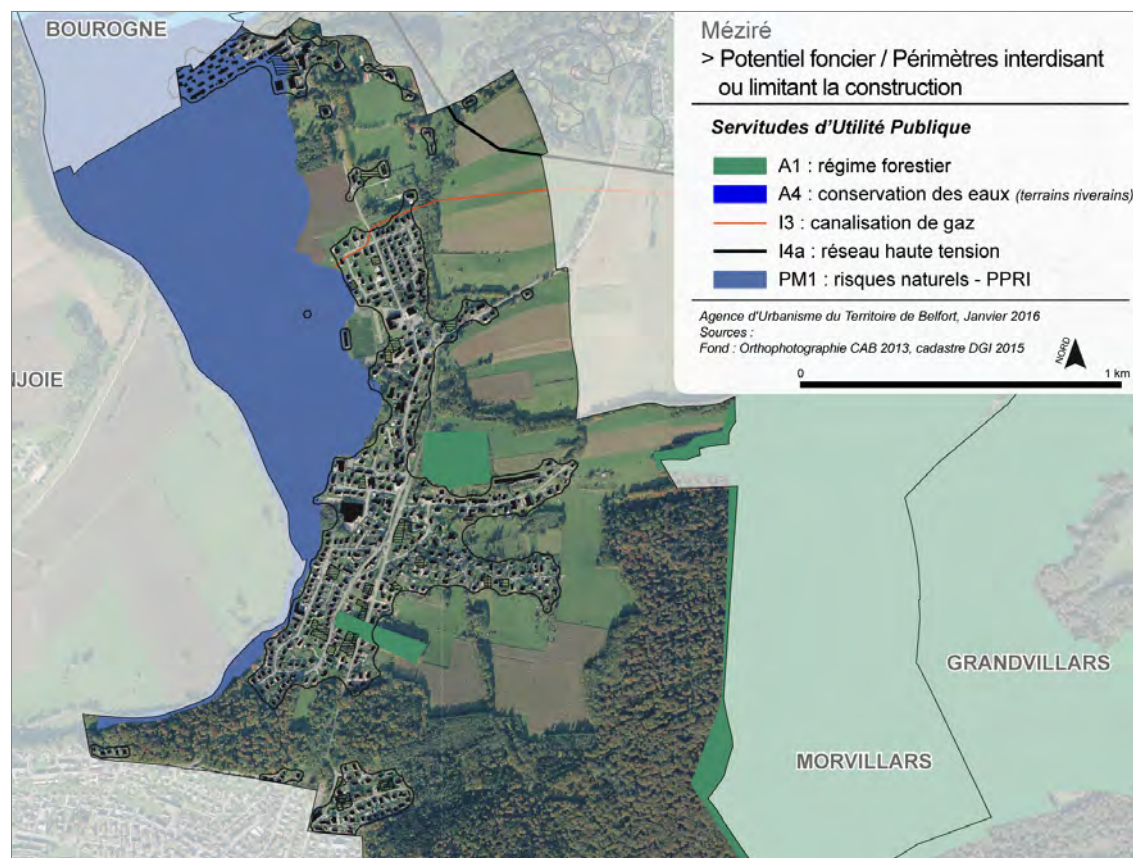 BOUROGNE
NJOIE
GRANDVILLARS
MORVILLARS
Méziré
> Potentiel foncier / Périmètres interdisant
ou limitant la construction
Servitudes d'Utilité Publique
A1 : régime forestier
A4 : conservation des eaux (terrains riverains)
I3 : canalisation de gaz
I4a : réseau haute tension
PM1 : risques naturels - PPRI
Agence d'Urbanisme du Territoire de Belfort, Janvier 2016
Sources :
Fond : Orthophotographie CAB 2013, cadastre DGI 2015
NORD
0 1 km